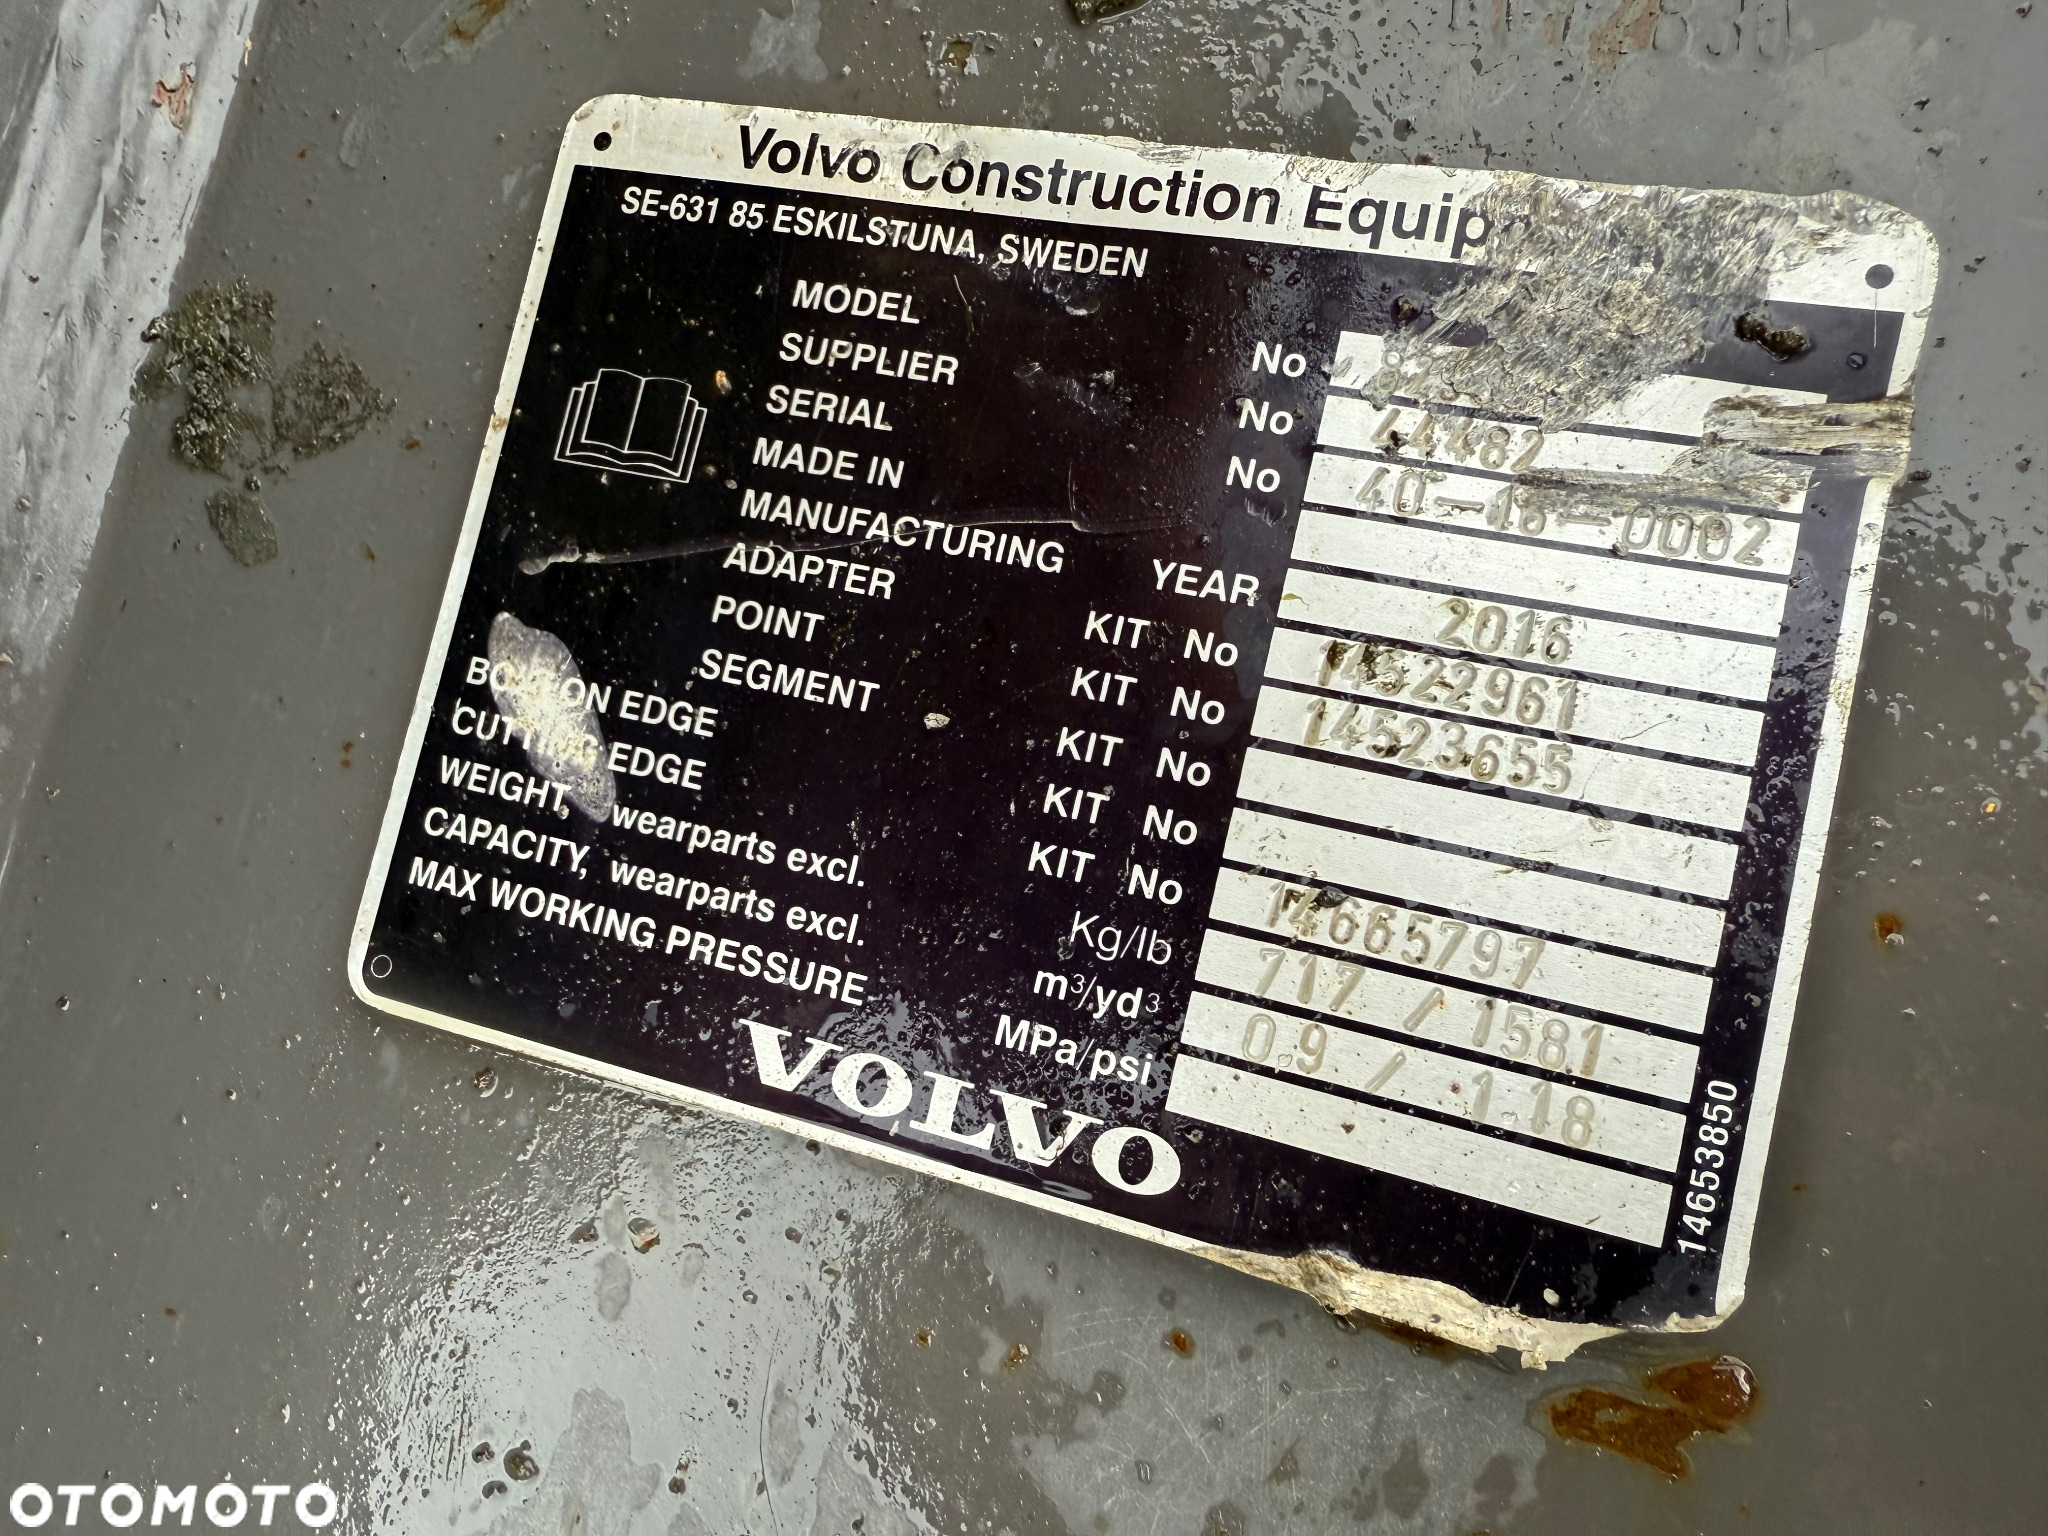 Volvo Construction
SE-631 85 ESKILSTUNA, SWEDEN
MODEL No
SUPPLIER No 44482
SERIAL No 40-16-0002
MADE IN
MANUFACTURING YEAR 2016
ADAPTER KIT No 14522961
POINT KIT No 14523655
SEGMENT KIT No
EDGE KIT No
CUTTING EDGE KIT No 14665797
WEIGHT, wearparts excl. Kg/lb 717 / 1581
CAPACITY, wearparts excl. m³/yd³ 0.9 / 1.18
MAX WORKING PRESSURE MPa/psi
VOLVO
14653850
OTOMOTO